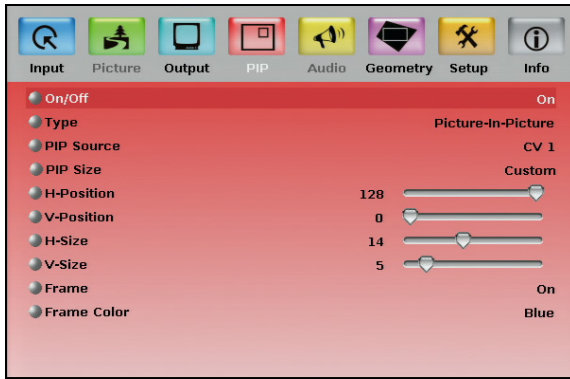 Input Picture Output PIP Audio Geometry Setup Info
On/Off On
Type Picture-In-Picture
PIP Source CV 1
PIP Size Custom
H-Position 128
V-Position 0
H-Size 14
V-Size 5
Frame On
Frame Color Blue